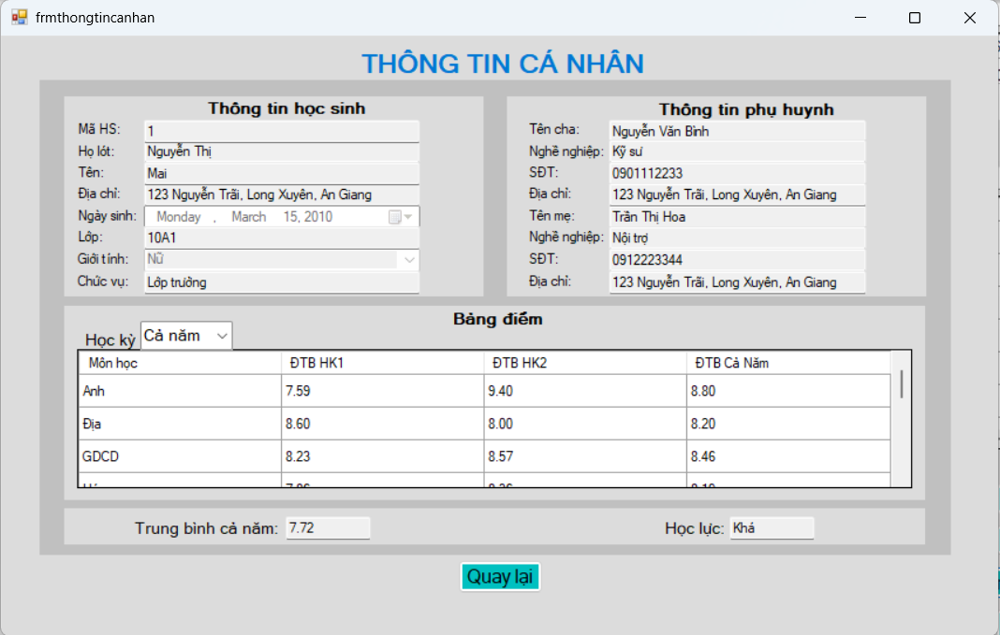 frmthongtincanhan
THÔNG TIN CÁ NHÂN
Thông tin học sinh
Mã HS: 1
Họ lót: Nguyễn Thị
Tên: Mai
Địa chỉ: 123 Nguyễn Trãi, Long Xuyên, An Giang
Ngày sinh: Monday , March 15, 2010
Lớp: 10A1
Giới tính: Nữ
Chức vụ: Lớp trưởng
Thông tin phụ huynh
Tên cha: Nguyễn Văn Bình
Nghề nghiệp: Kỹ sư
SĐT: 0901112233
Địa chỉ: 123 Nguyễn Trãi, Long Xuyên, An Giang
Tên mẹ: Trần Thị Hoa
Nghề nghiệp: Nội trợ
SĐT: 0912223344
Địa chỉ: 123 Nguyễn Trãi, Long Xuyên, An Giang
Bảng điểm
Học kỳ Cả năm
Môn học ĐTB HK1 ĐTB HK2 ĐTB Cả Năm
Anh 7.59 9.40 8.80
Địa 8.60 8.00 8.20
GDCD 8.23 8.57 8.46
Trung bình cả năm: 7.72
Học lực: Khá
Quay lại